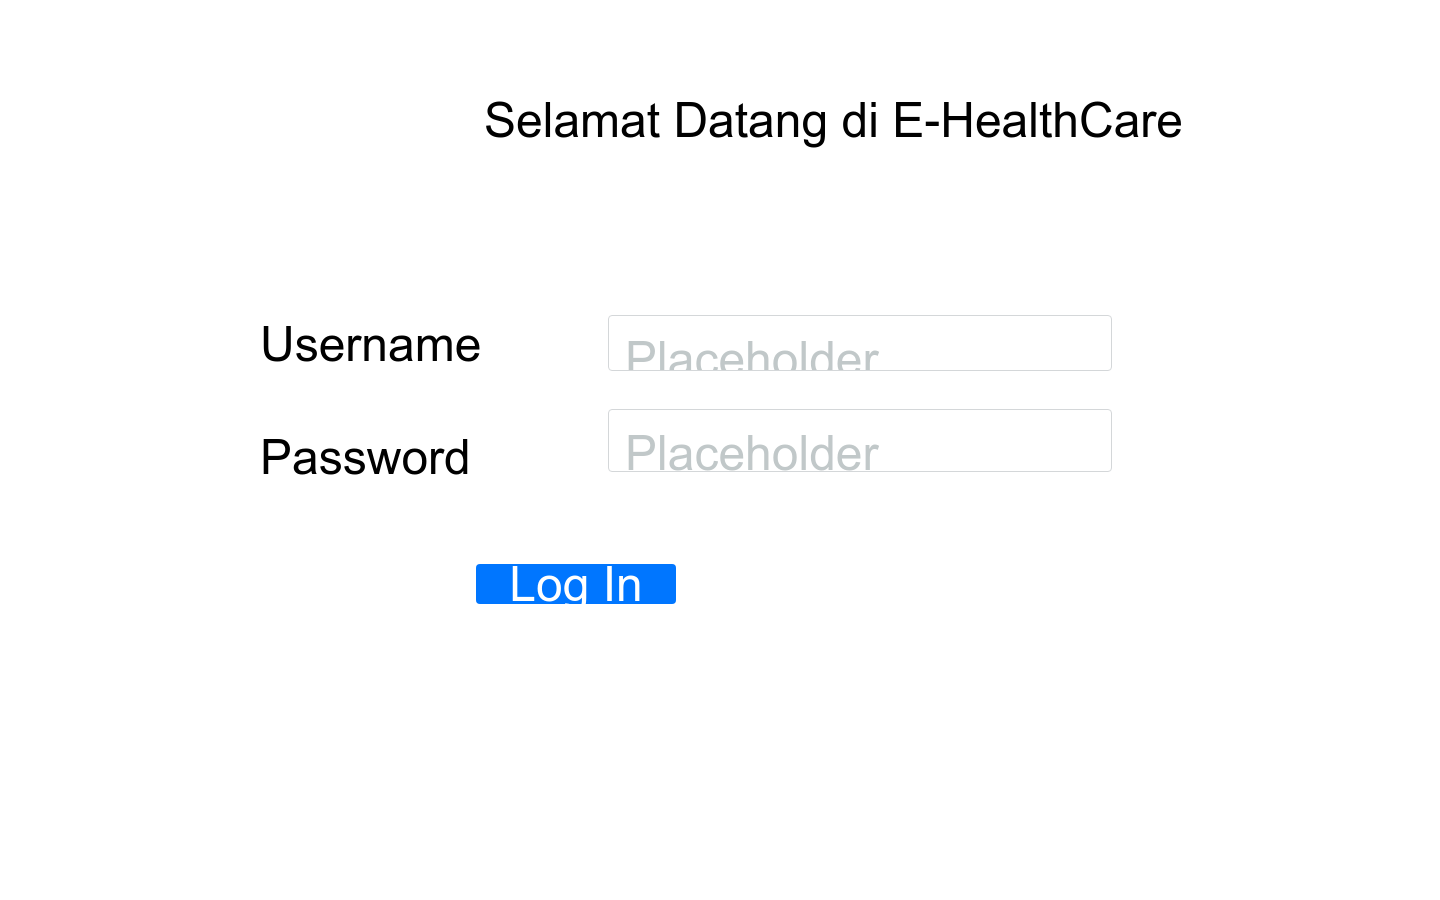 Selamat Datang di E-HealthCare
Username
Placeholder
Password
Placeholder
Log In